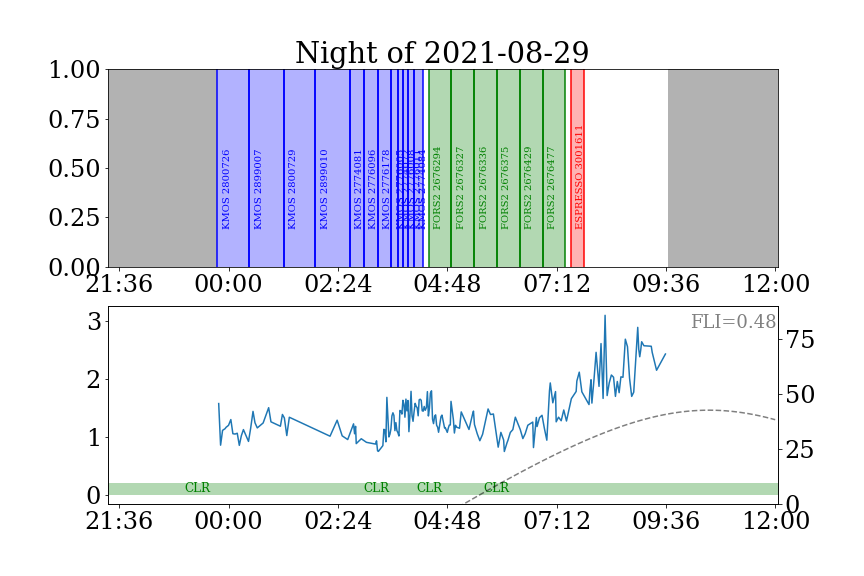 Night of 2021-08-29
1.00
0.75
0.50
0.25
0.00
KMOS 2800726
KMOS 2899007
KMOS 2800729
KMOS 2899010
KMOS 2774081
KMOS 2776096
KMOS 2776178
FORS2 2676294
FORS2 2676327
FORS2 2676336
FORS2 2676375
FORS2 2676429
FORS2 2676477
ESPRESSO 3001611
21:36 00:00 02:24 04:48 07:12 09:36 12:00
FLI=0.48
3
2
1
0
75
50
25
0
CLR CLR CLR CLR
21:36 00:00 02:24 04:48 07:12 09:36 12:00